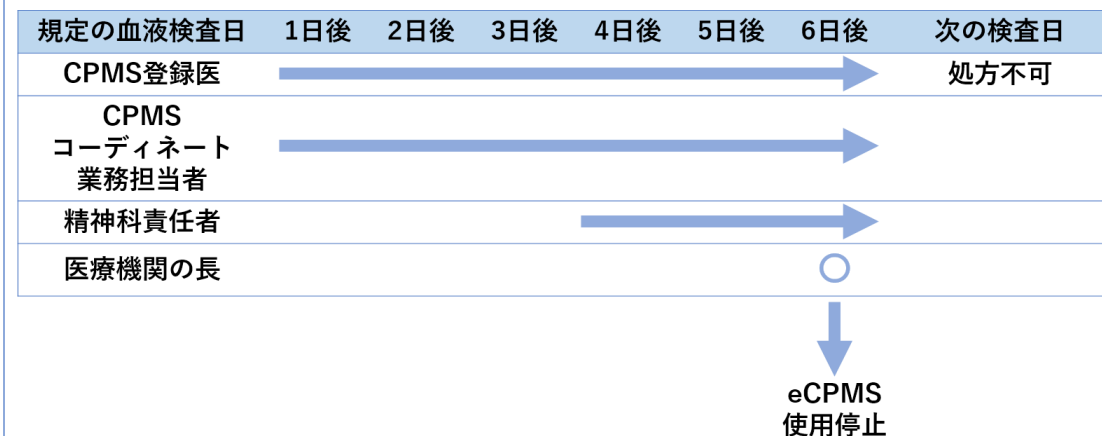 規定の血液検査日 1日後 2日後 3日後 4日後 5日後 6日後 次の検査日
CPMS登録医 処方不可
CPMS
コーディネート
業務担当者
精神科責任者
医療機関の長
eCPMS
使用停止